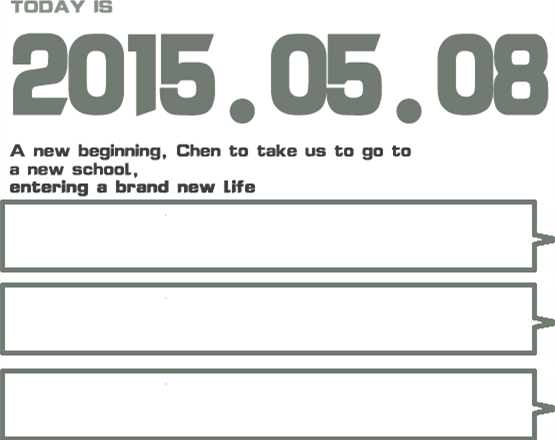 TODAY IS
2015.05.08
A new beginning, Chen to take us to go to
a new school,
entering a brand new life